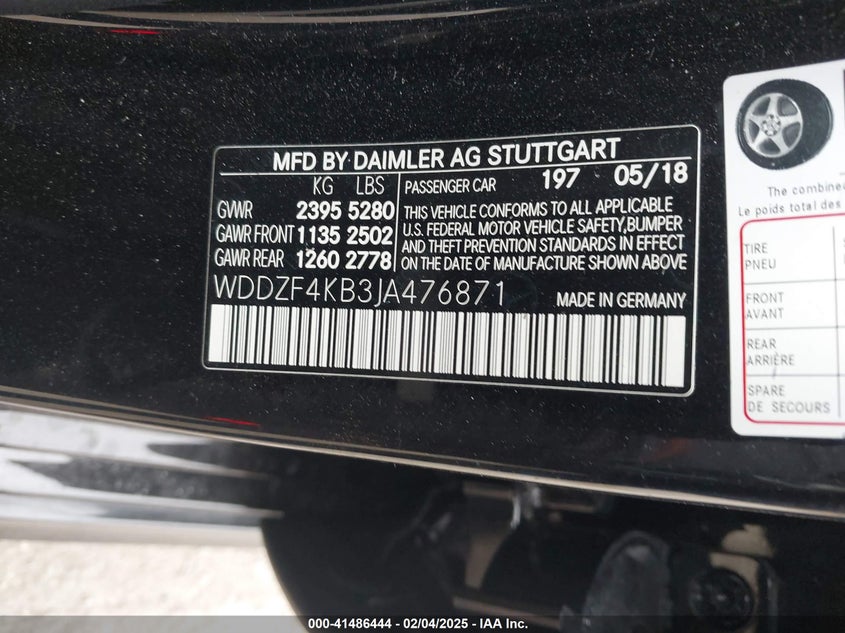 MFD BY DAIMLER AG STUTTGART
KG LBS
GVWR 2395 5280
GAWR FRONT 1135 2502
GAWR REAR 1260 2778
PASSENGER CAR 197 05/18
THIS VEHICLE CONFORMS TO ALL APPLICABLE
U.S. FEDERAL MOTOR VEHICLE SAFETY,BUMPER
AND THEFT PREVENTION STANDARDS IN EFFECT
ON THE DATE OF MANUFACTURE SHOWN ABOVE
WDDZF4KB3JA476871
MADE IN GERMANY
The
Le poids total des
TIRE
PNEU
FRONT
AVANT
REAR
ARRIÈRE
SPARE
DE SECOURS
000-41486444 - 02/04/2025 - IAA Inc.